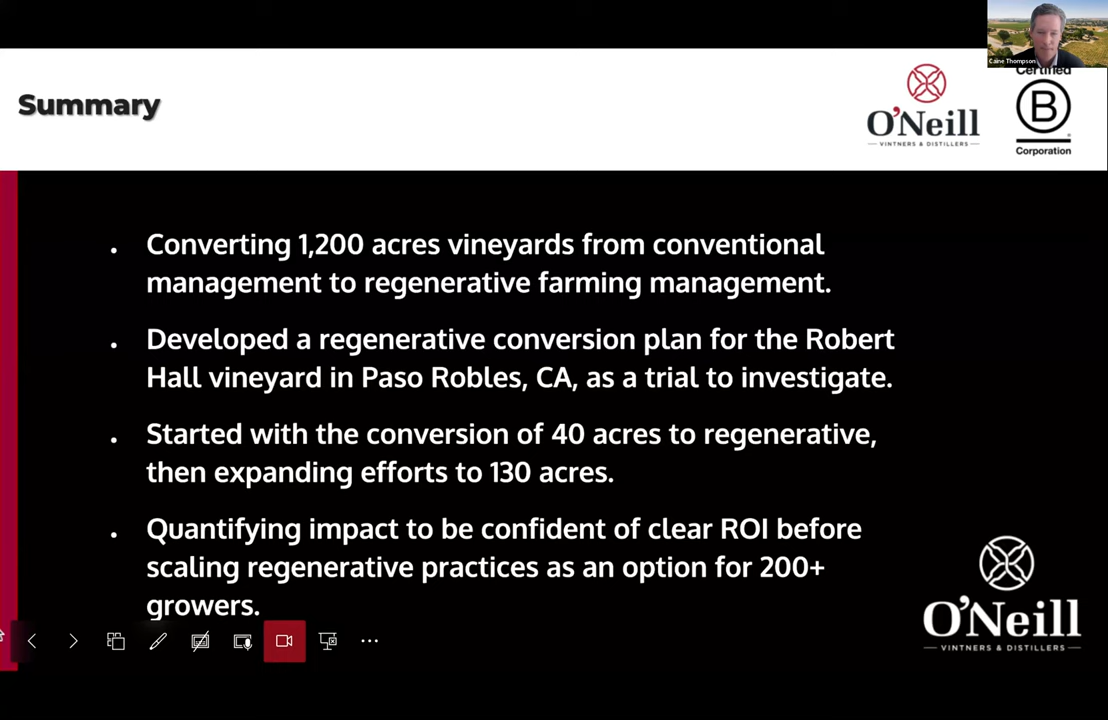 Caine Thompson
Summary
O'Neill
VINTNERS & DISTILLERS
Certified
B
Corporation
Converting 1,200 acres vineyards from conventional
management to regenerative farming management.
Developed a regenerative conversion plan for the Robert
Hall vineyard in Paso Robles, CA, as a trial to investigate.
Started with the conversion of 40 acres to regenerative,
then expanding efforts to 130 acres.
Quantifying impact to be confident of clear ROI before
scaling regenerative practices as an option for 200+
growers.
O'Neill
VINTNERS & DISTILLERS